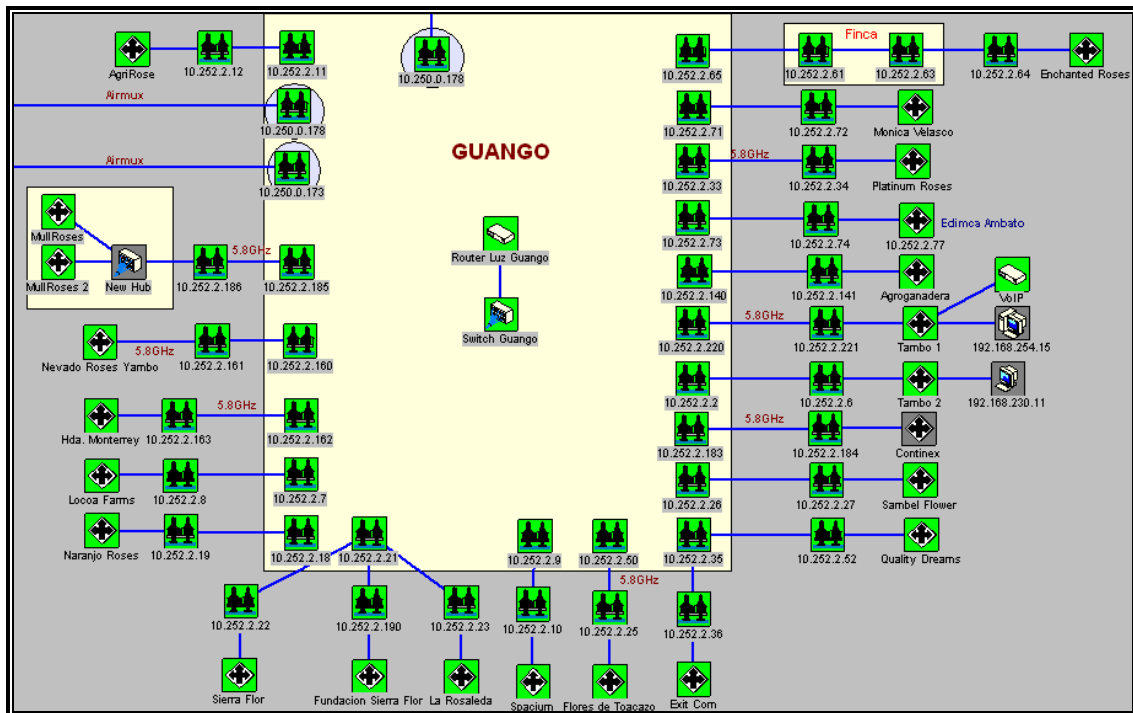 AgriRose
10.252.2.12
10.252.2.11
10.250.0.178
Airmux
10.250.0.178
Airmux
10.250.0.173
MullRoses
MullRoses 2
New Hub
5.8GHz
10.252.2.186
10.252.2.185
5.8GHz
Nevado Roses Yambo
10.252.2.161
10.252.2.160
5.8GHz
Hda. Monterrey
10.252.2.163
10.252.2.162
Locoa Farms
10.252.2.8
10.252.2.7
Naranjo Roses
10.252.2.19
10.252.2.18
10.252.2.21
GUANGO
Router Luz Guango
Switch Guango
10.252.2.9
10.252.2.50
10.252.2.35
5.8GHz
10.252.2.22
10.252.2.190
10.252.2.23
10.252.2.10
10.252.2.25
10.252.2.36
Sierra Flor
Fundacion Sierra Flor
La Rosaleda
Spacium
Flores de Toacazo
Exit Com
10.252.2.65
Finca
10.252.2.61
10.252.2.63
10.252.2.64
Enchanted Roses
10.252.2.71
10.252.2.72
Monica Velasco
5.8GHz
10.252.2.33
10.252.2.34
Platinum Roses
10.252.2.73
10.252.2.74
10.252.2.77
Edimca Ambato
10.252.2.140
10.252.2.141
Agroganadera
VoIP
5.8GHz
10.252.2.220
10.252.2.221
Tambo 1
192.168.254.15
10.252.2.2
10.252.2.6
Tambo 2
192.168.230.11
5.8GHz
10.252.2.183
10.252.2.184
Continex
10.252.2.26
10.252.2.27
Sambel Flower
10.252.2.52
Quality Dreams